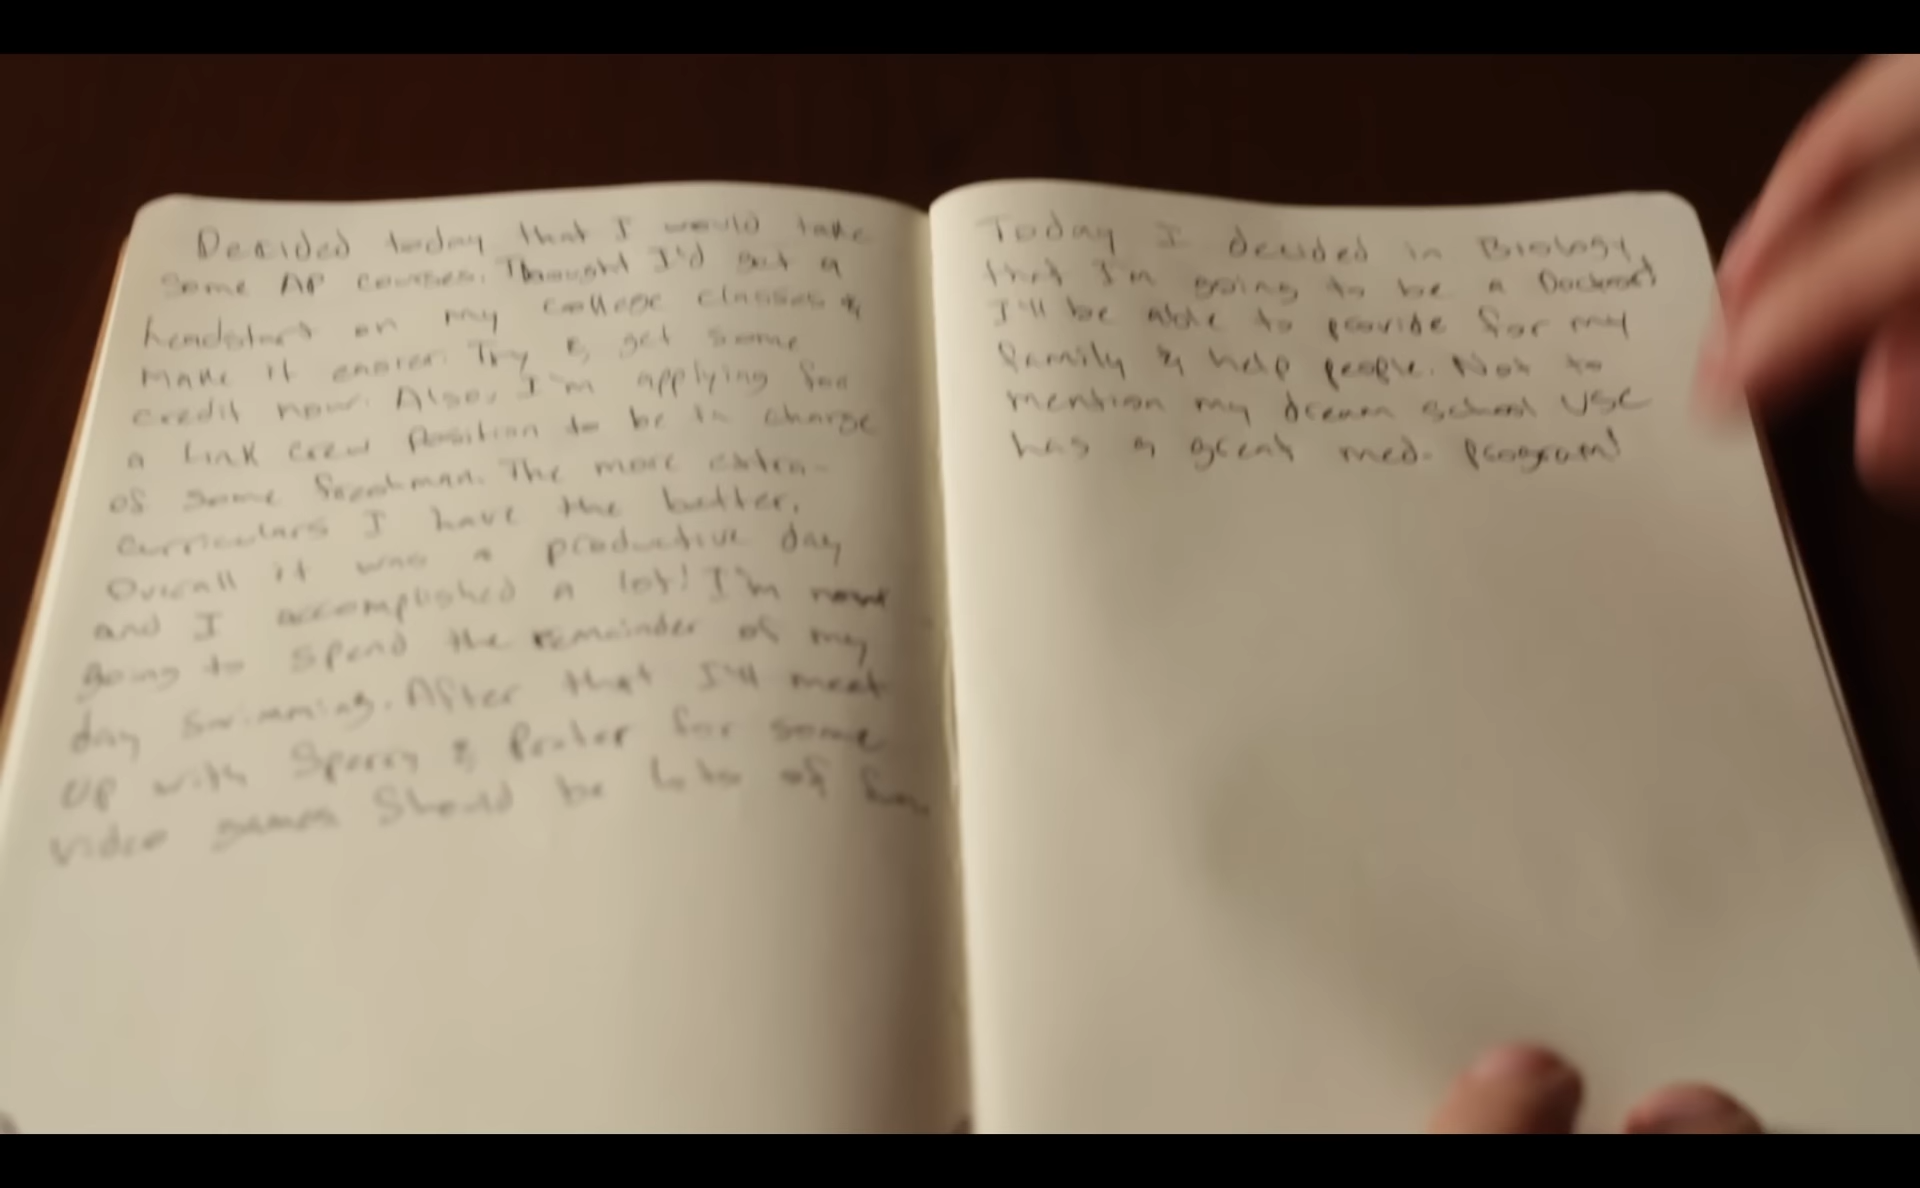 Decided today that I would take
some AP courses. Thought I'd get a
headstart on my college classes &
make it easier. Try & get some
credit now. Also, I'm applying for
a Link Crew Position to be in charge
of some freshman. The more extra-
curriculars I have the better.
Overall it was a productive day
and I accomplished a lot! I'm now
going to spend the remainder of my
day swimming. After that I'll meet
up with Sperry & for some
video games Should be lots of fun
Today I decided in Biology
that I'm going to be a
I'll be able to provide for my
family & help people. Not to
mention my dream school USC
has a great med. program!